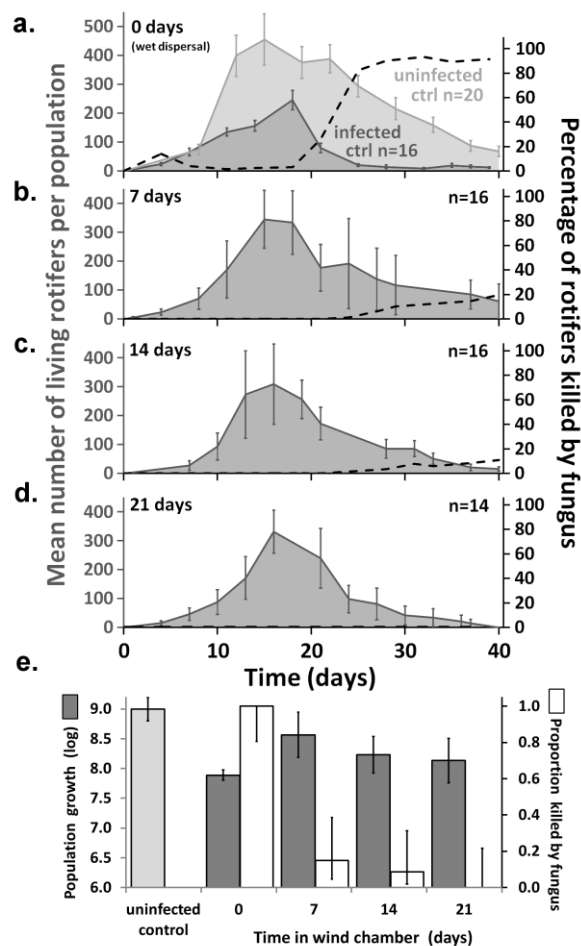 a.
0 days
(wet dispersal)
uninfected
ctrl n=20
infected
ctrl n=16
500
400
300
200
100
0
100
80
60
40
20
0
b.
7 days
n=16
400
300
200
100
0
100
80
60
40
20
0
c.
14 days
n=16
400
300
200
100
0
100
80
60
40
20
0
d.
21 days
n=14
400
300
200
100
0
100
80
60
40
20
0
0 10 20 30 40
Time (days)
Mean number of living rotifers per population
Percentage of rotifers killed by fungus
e.
Population growth (log)
9.0
8.5
8.0
7.5
7.0
6.5
6.0
1.0
0.8
0.6
0.4
0.2
0.0
Proportion killed by fungus
uninfected
control
0 7 14 21
Time in wind chamber (days)